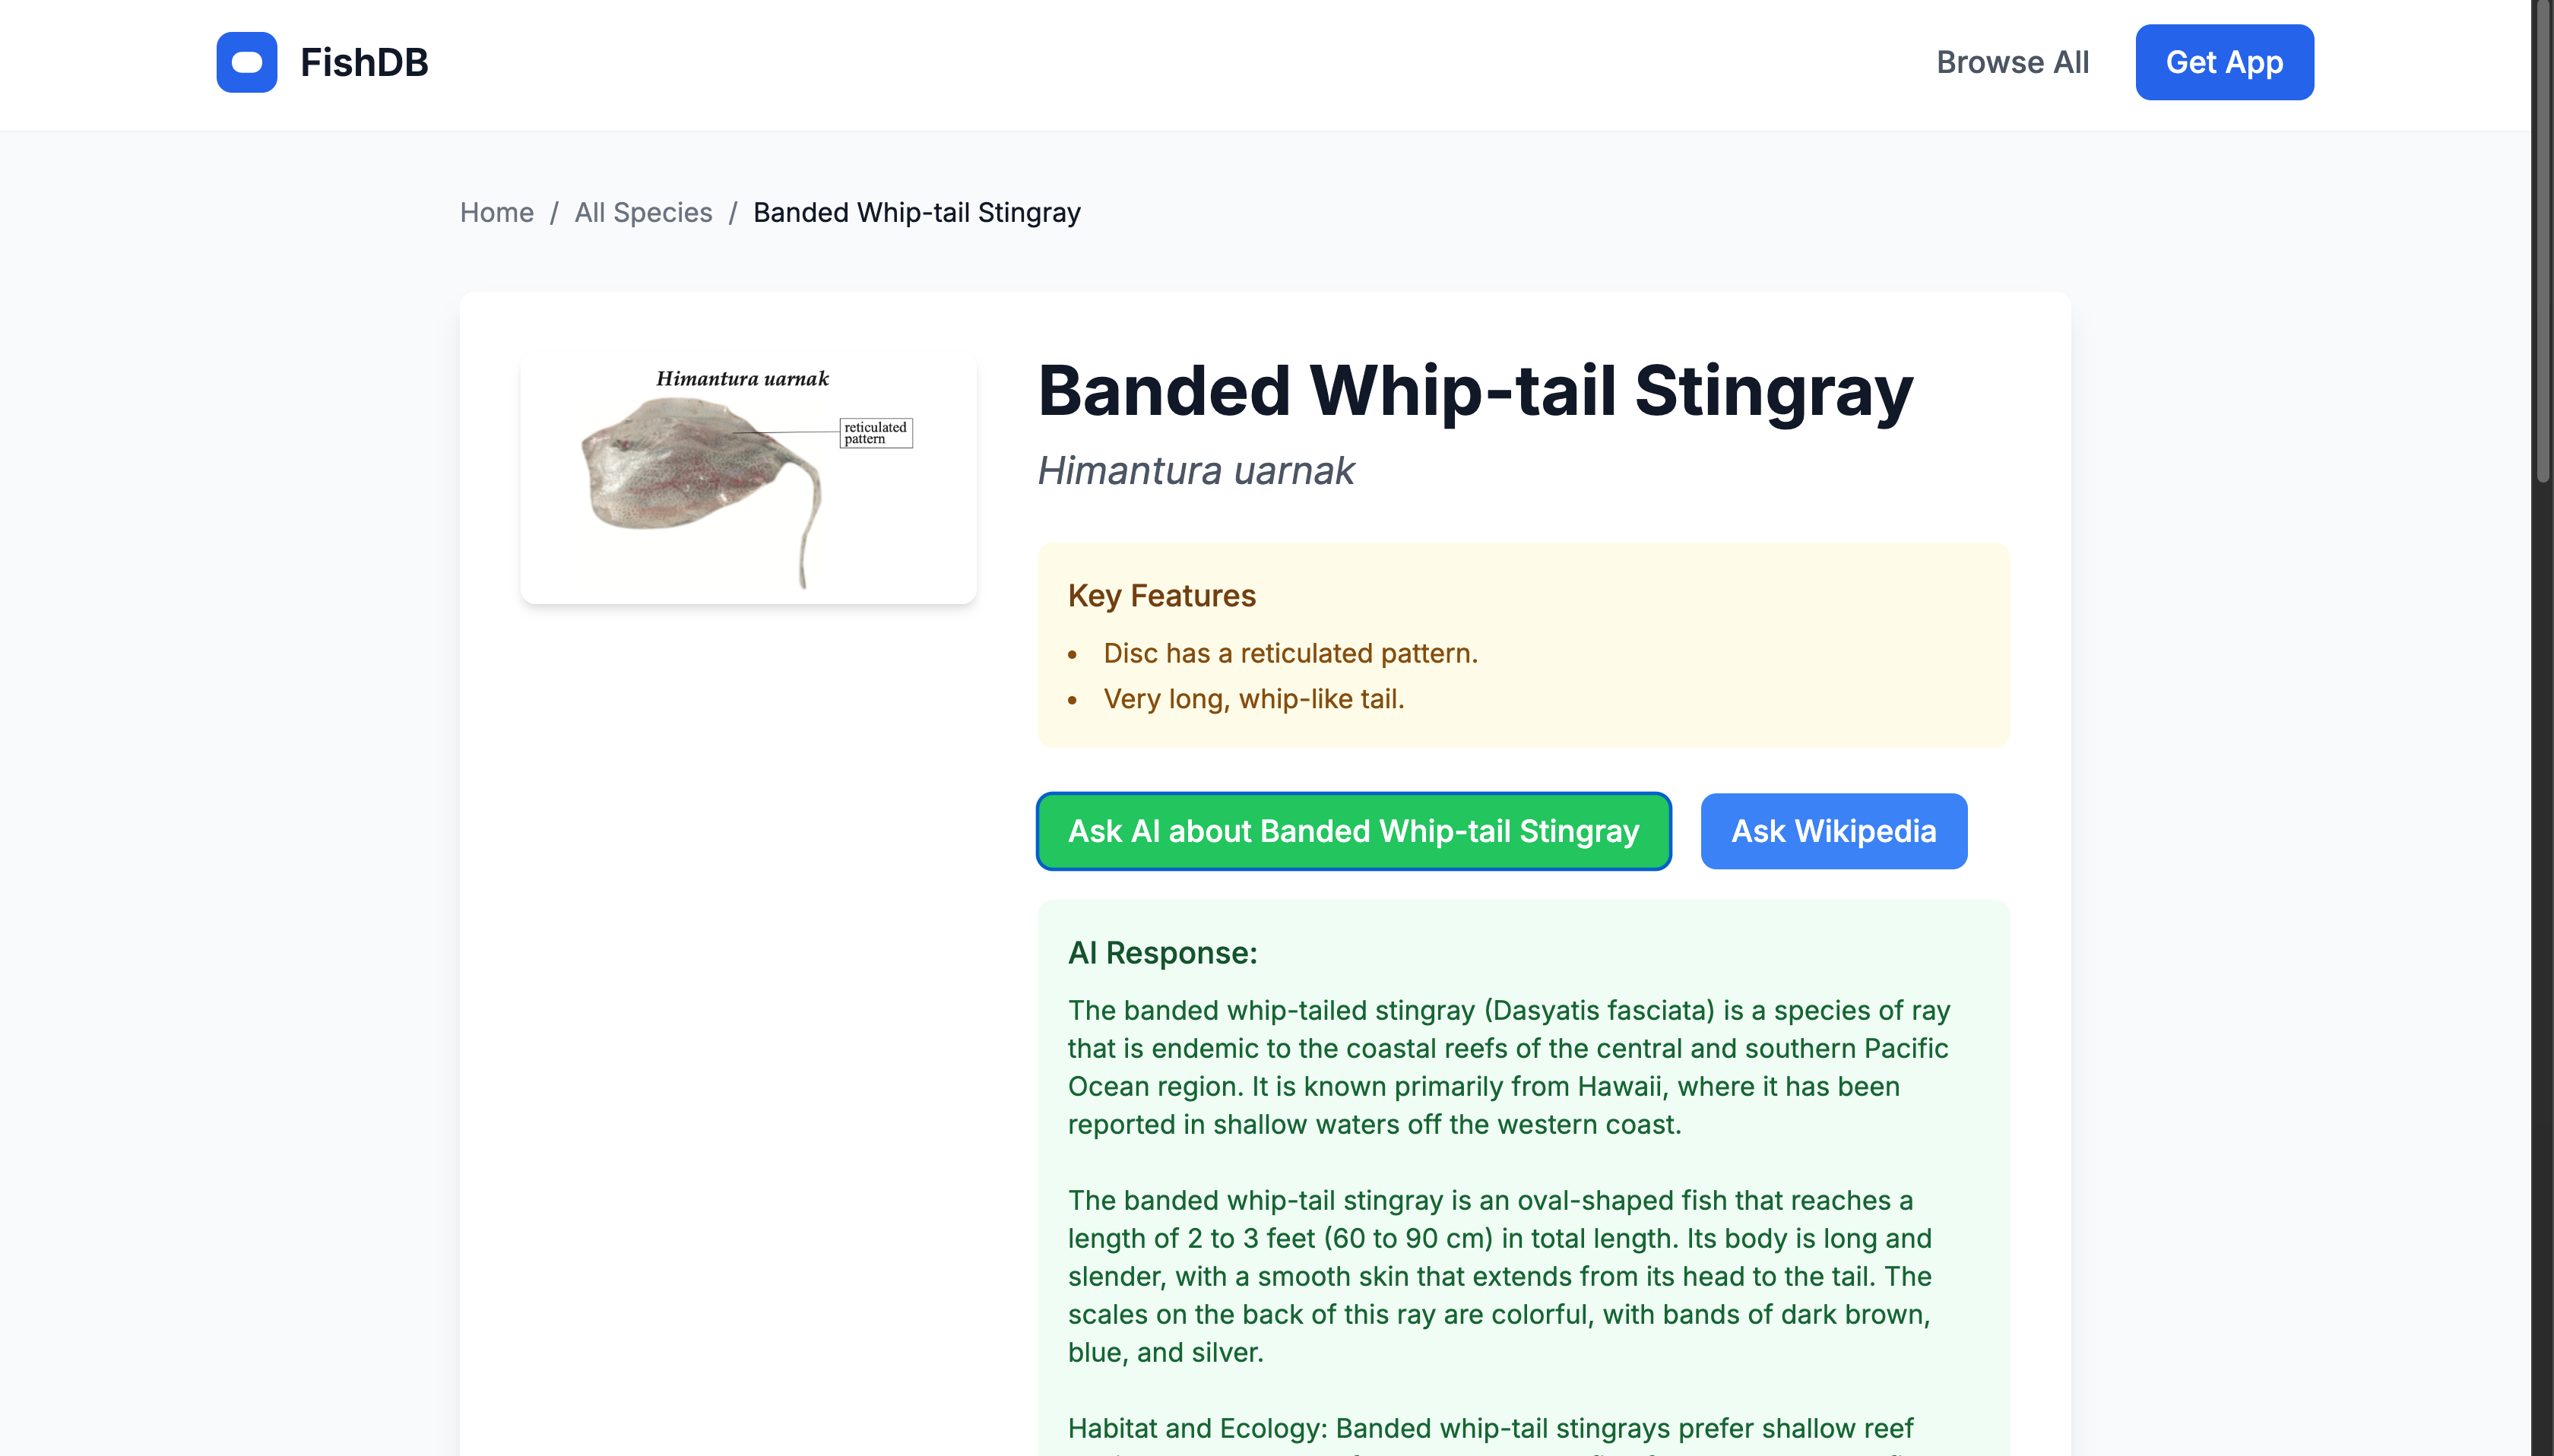 FishDB
Browse All
Get App
Home / All Species / Banded Whip-tail Stingray
Himantura uarnak
reticulated
pattern
Banded Whip-tail Stingray
Himantura uarnak
Key Features
• Disc has a reticulated pattern.
• Very long, whip-like tail.
Ask AI about Banded Whip-tail Stingray
Ask Wikipedia
AI Response:
The banded whip-tailed stingray (Dasyatis fasciata) is a species of ray
that is endemic to the coastal reefs of the central and southern Pacific
Ocean region. It is known primarily from Hawaii, where it has been
reported in shallow waters off the western coast.
The banded whip-tail stingray is an oval-shaped fish that reaches a
length of 2 to 3 feet (60 to 90 cm) in total length. Its body is long and
slender, with a smooth skin that extends from its head to the tail. The
scales on the back of this ray are colorful, with bands of dark brown,
blue, and silver.
Habitat and Ecology: Banded whip-tail stingrays prefer shallow reef